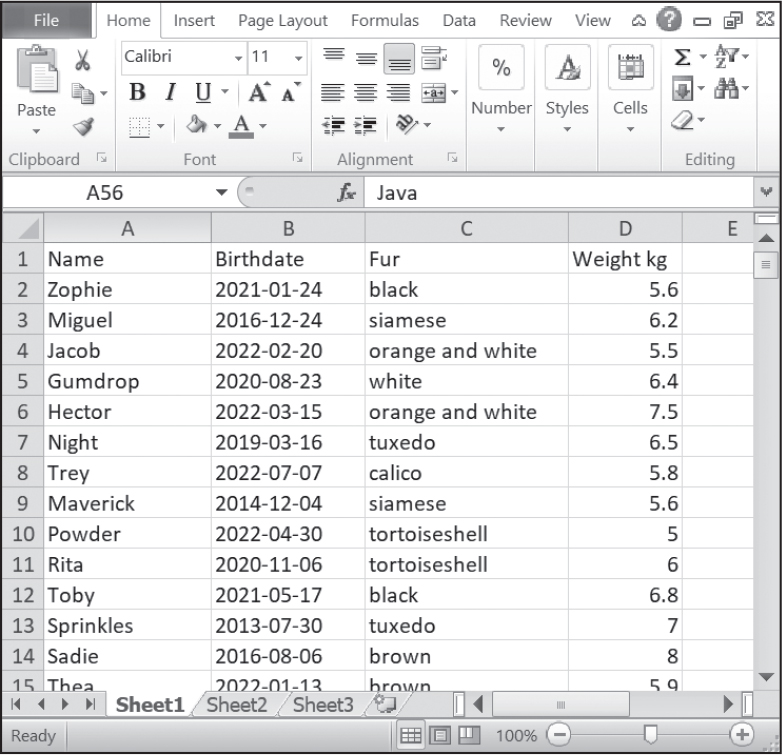 File Home Insert Page Layout Formulas Data Review View
Calibri 11
Paste B I U A A % A Number Styles Cells Σ A Z
Clipboard Font Alignment Editing
A56 fx Java
A B C D E
1 Name Birthdate Fur Weight kg
2 Zophie 2021-01-24 black 5.6
3 Miguel 2016-12-24 siamese 6.2
4 Jacob 2022-02-20 orange and white 5.5
5 Gumdrop 2020-08-23 white 6.4
6 Hector 2022-03-15 orange and white 7.5
7 Night 2019-03-16 tuxedo 6.5
8 Trey 2022-07-07 calico 5.8
9 Maverick 2014-12-04 siamese 5.6
10 Powder 2022-04-30 tortoiseshell 5
11 Rita 2020-11-06 tortoiseshell 6
12 Toby 2021-05-17 black 6.8
13 Sprinkles 2013-07-30 tuxedo 7
14 Sadie 2016-08-06 brown 8
15 Thea 2022-01-13 brown 5.9
Sheet1 Sheet2 Sheet3
Ready 100%